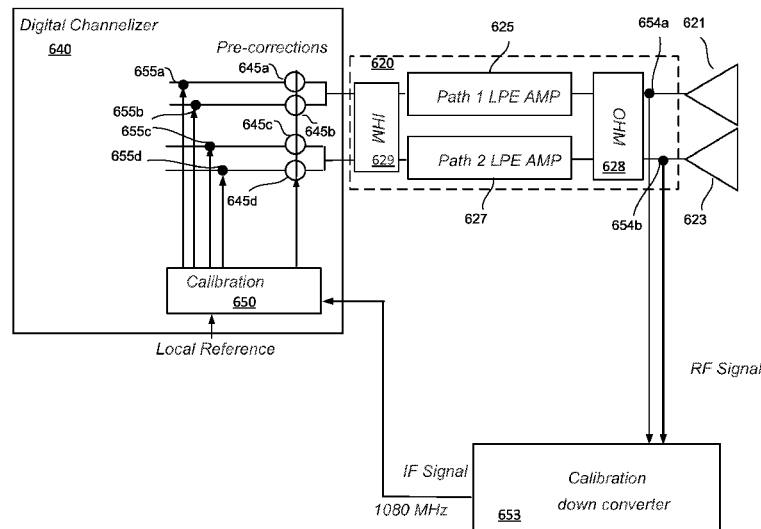 Digital Channelizer
640
Pre-corrections
655a
645a
655b
645b
655c
645c
655d
645d
620
625
Path 1 LPE AMP
IHM
629
Path 2 LPE AMP
627
OHM
628
654a
621
654b
623
Calibration
650
Local Reference
RF Signal
IF Signal
1080 MHz
Calibration
down converter
653